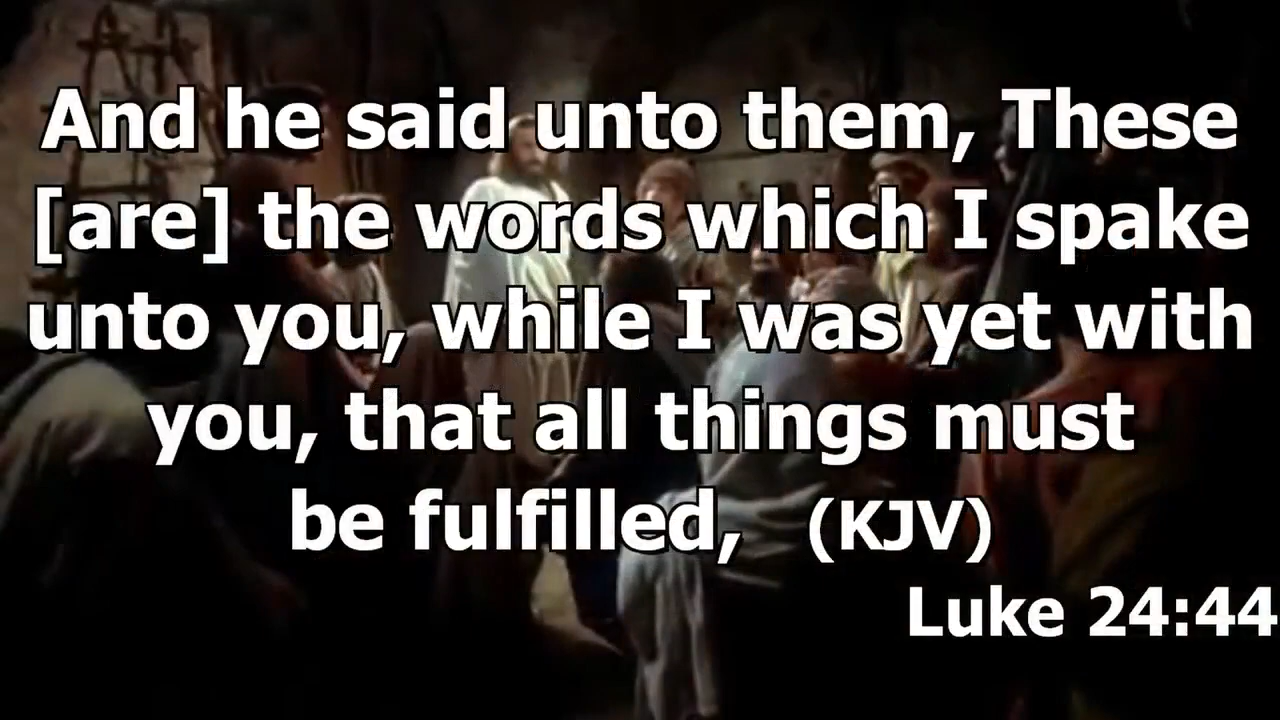 And he said unto them, These
[are] the words which I spake
unto you, while I was yet with
you, that all things must
be fulfilled, (KJV)
Luke 24:44